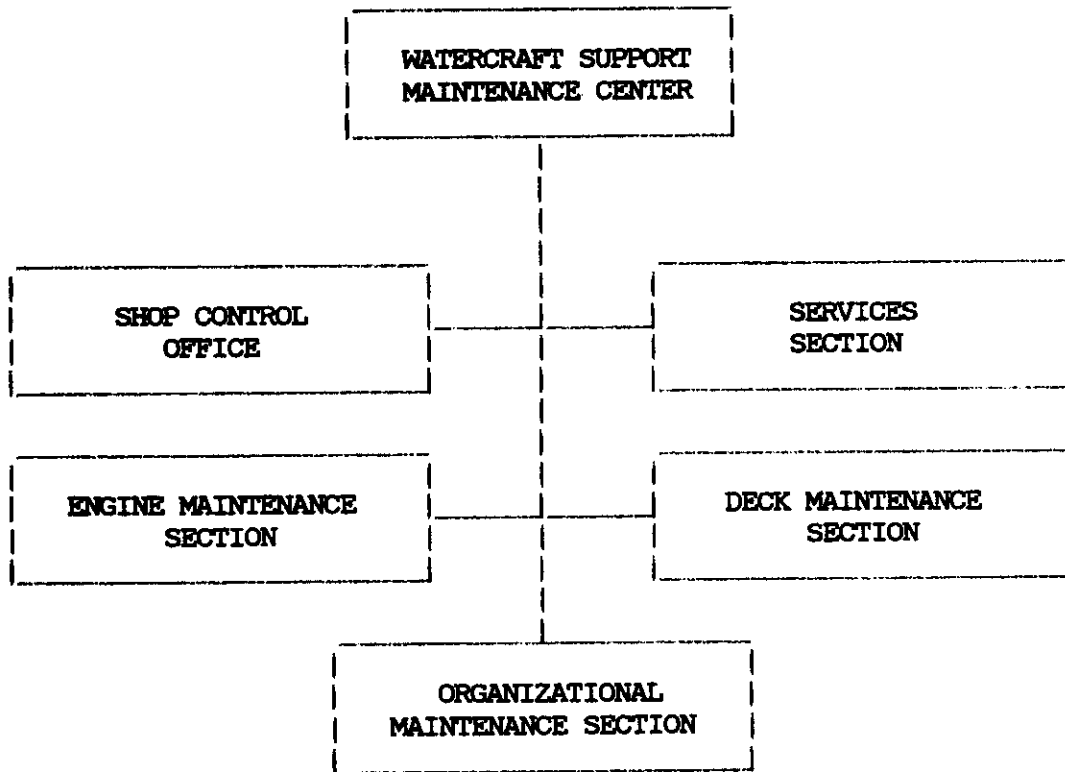 WATERCRAFT SUPPORT
MAINTENANCE CENTER
SHOP CONTROL
OFFICE
SERVICES
SECTION
ENGINE MAINTENANCE
SECTION
DECK MAINTENANCE
SECTION
ORGANIZATIONAL
MAINTENANCE SECTION